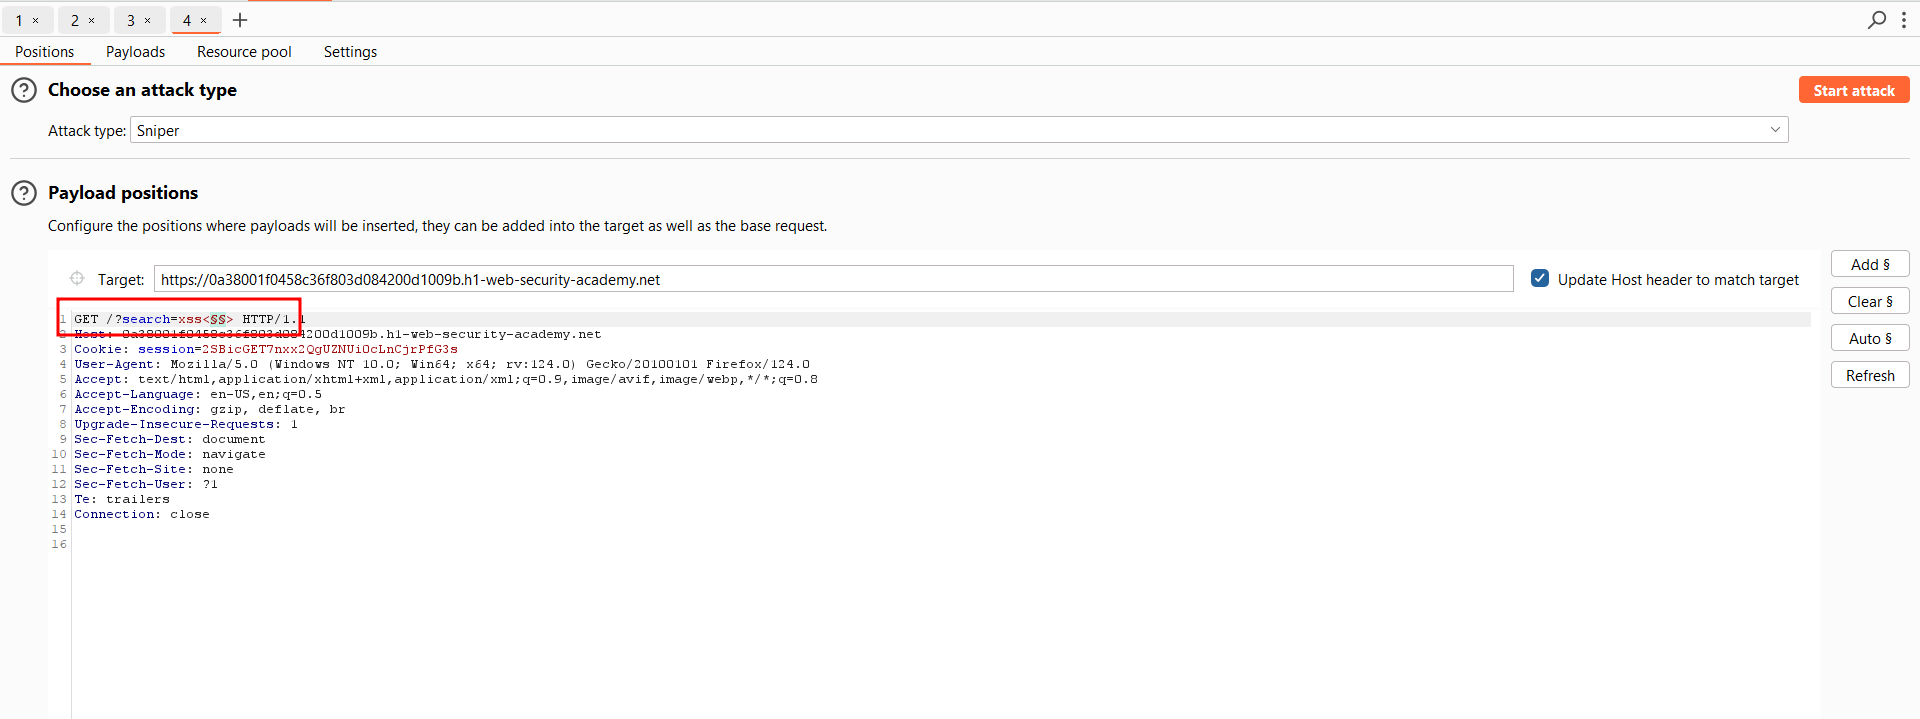 1 × 2 × 3 × 4 × +
Positions Payloads Resource pool Settings
? Choose an attack type Start attack
Attack type: Sniper
? Payload positions
Configure the positions where payloads will be inserted, they can be added into the target as well as the base request.
Target: https://0a38001f0458c36f803d084200d1009b.h1-web-security-academy.net Update Host header to match target Add §
Clear §
Auto §
Refresh
1 GET /?search=xss<§§> HTTP/1.1
2 Host: 0a38001f0458c36f803d084200d1009b.h1-web-security-academy.net
3 Cookie: session=2SBicGET7nxx2QgUZNUiOcLnCjrPfG3s
4 User-Agent: Mozilla/5.0 (Windows NT 10.0; Win64; x64; rv:124.0) Gecko/20100101 Firefox/124.0
5 Accept: text/html,application/xhtml+xml,application/xml;q=0.9,image/avif,image/webp,*/*;q=0.8
6 Accept-Language: en-US,en;q=0.5
7 Accept-Encoding: gzip, deflate, br
8 Upgrade-Insecure-Requests: 1
9 Sec-Fetch-Dest: document
10 Sec-Fetch-Mode: navigate
11 Sec-Fetch-Site: none
12 Sec-Fetch-User: ?1
13 Te: trailers
14 Connection: close
15
16